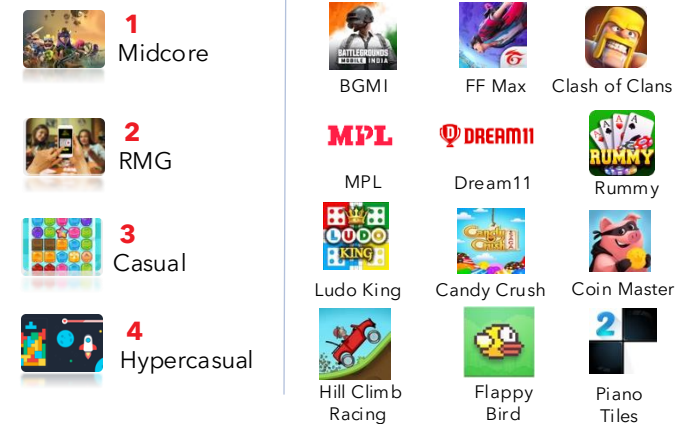 1
Midcore
BATTLEGROUNDS
MOBILE INDIA
BGMI
FF Max
Clash of Clans
2
RMG
MPL
DREAM11
RUMMY
MPL
Dream11
Rummy
3
Casual
LUDO
KING
Candy
Crush
SAGA
Ludo King
Candy Crush
Coin Master
4
Hypercasual
2
Hill Climb
Racing
Flappy
Bird
Piano
Tiles